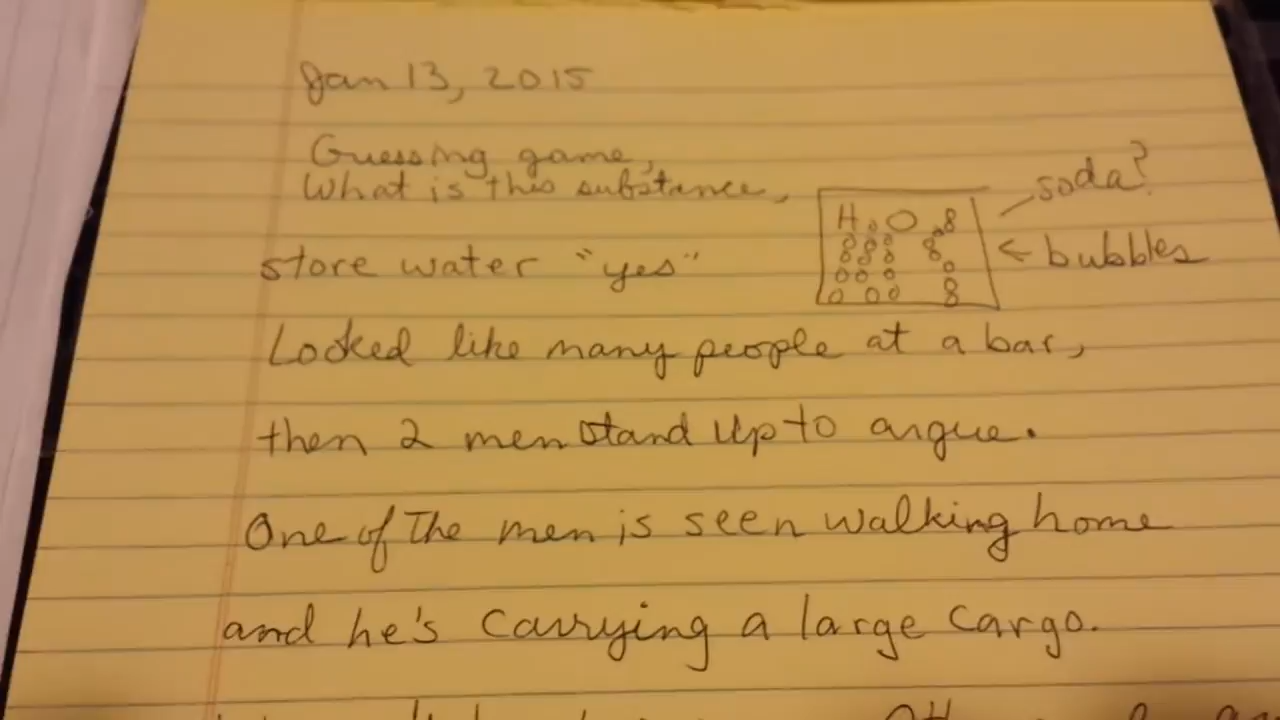 Jan 13, 2015
Guessing game,
What is this substance,
soda?
H2O
store water "yes"
← bubbles
Looked like many people at a bar,
then 2 men stand up to argue.
One of the men is seen walking home
and he's carrying a large cargo.